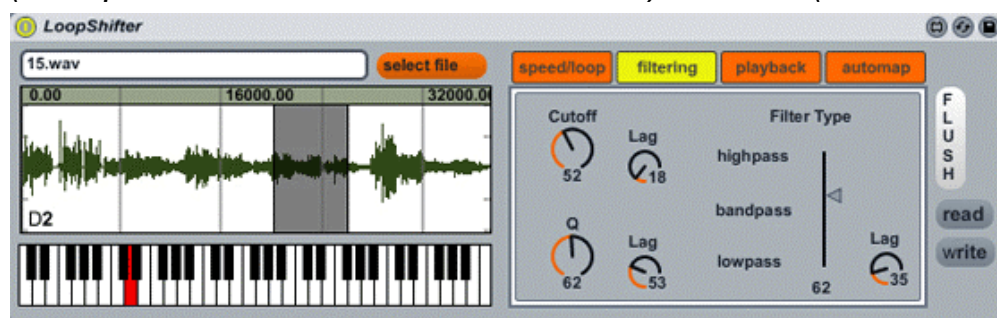 LoopShifter
15.wav
select file
speed/loop filtering playback automap
0.00 16000.00 32000.0
D2
Cutoff
52
Lag
18
Filter Type
highpass
bandpass
lowpass
62
Q
62
Lag
53
Lag
35
FLUSH
read
write